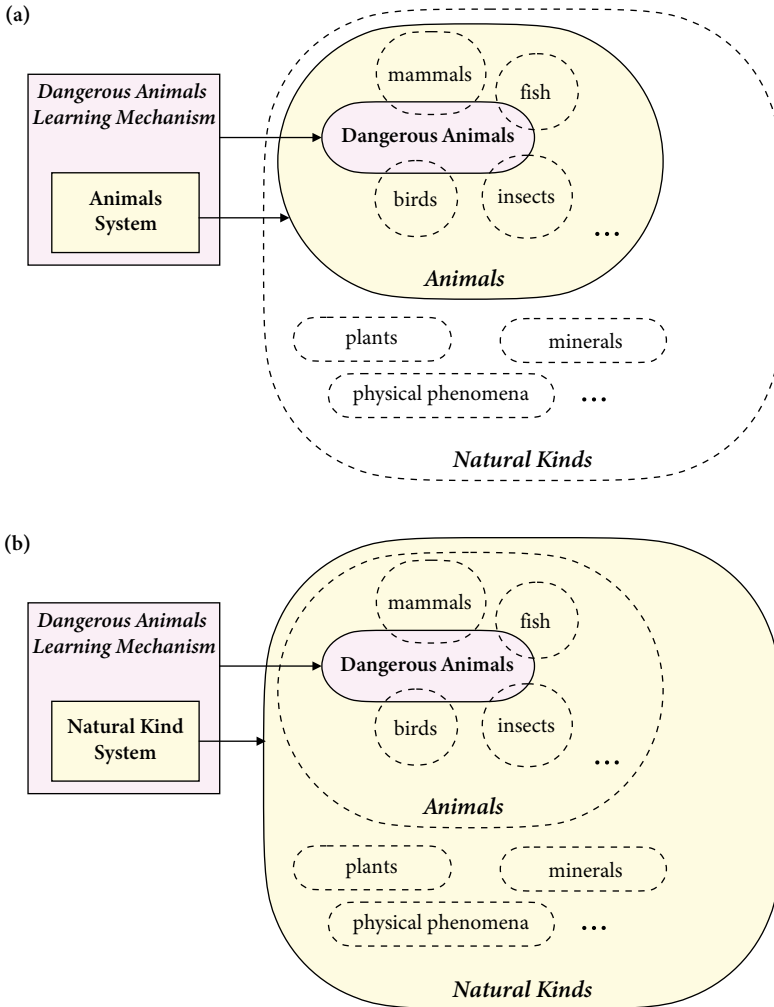 (a)
Dangerous Animals
Learning Mechanism
Animals
System
mammals
fish
Dangerous Animals
birds
insects
...
Animals
plants
minerals
physical phenomena
...
Natural Kinds
(b)
Dangerous Animals
Learning Mechanism
Natural Kind
System
mammals
fish
Dangerous Animals
birds
insects
...
Animals
plants
minerals
physical phenomena
...
Natural Kinds